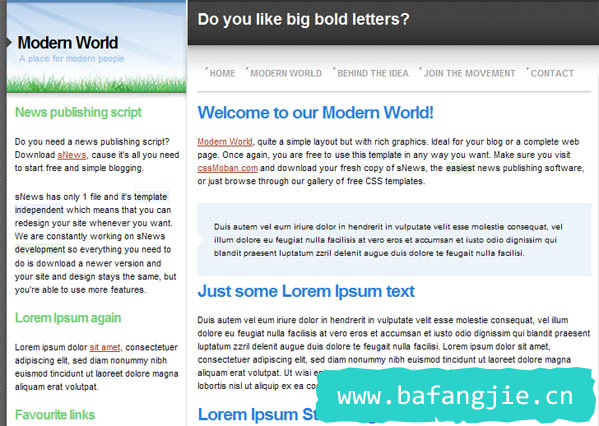 Modern World
A place for modern people
News publishing script
Do you need a news publishing script?
Download sNews, cause it's all you need
to start free and simple blogging.
sNews has only 1 file and it's template
independent which means that you can
redesign your site whenever you want.
We are constantly working on sNews
development so everything you need to
do is download a newer version and
your site and design stays the same, but
you're able to use more features.
Lorem Ipsum again
Lorem ipsum dolor sit amet, consectetuer
adipiscing elit, sed diam nonummy nibh
euismod tincidunt ut laoreet dolore magna
aliquam erat volutpat.
Favourite links
Do you like big bold letters?
HOME
MODERN WORLD
BEHIND THE IDEA
JOIN THE MOVEMENT
CONTACT
Welcome to our Modern World!
Modern World, quite a simple layout but with rich graphics. Ideal for your blog or a complete web
page. Once again, you are free to use this template in any way you want. Make sure you visit
cssMoban.com and download your fresh copy of sNews, the easiest news publishing software,
or just browse through our gallery of free CSS templates.
Duis autem vel eum iriure dolor in hendrerit in vulputate velit esse molestie consequat, vel
illum dolore eu feugiat nulla facilisis at vero eros et accumsan et iusto odio dignissim qui
blandit praesent luptatum zzril delenit augue duis dolore te feugait nulla facilisi.
Just some Lorem Ipsum text
Duis autem vel eum iriure dolor in hendrerit in vulputate velit esse molestie consequat, vel illum
dolore eu feugiat nulla facilisis at vero eros et accumsan et iusto odio dignissim qui blandit praesent
luptatum zzril delenit augue duis dolore te feugait nulla facilisi. Lorem ipsum dolor sit amet,
consectetuer adipiscing elit, sed diam nonummy nibh euismod tincidunt ut laoreet dolore magna
aliquam erat volutpat. Ut wisi
lobortis nisl ut aliquip ex ea
Lorem Ipsum
www.bafangjie.cn